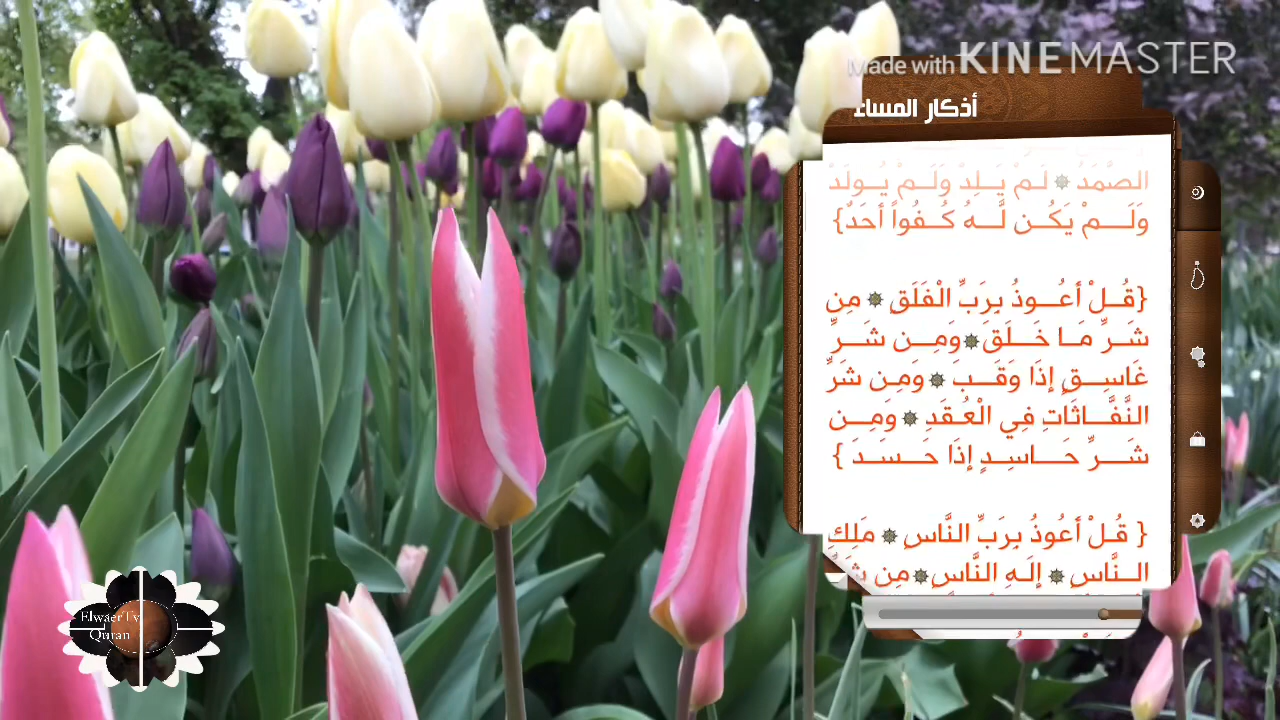 Made with KINEMASTER
أذكار المساء
الصَّمَدُ ۞ لَمْ يَلِدْ وَلَمْ يُولَدْ
وَلَمْ يَكُن لَّهُ كُفُواً أَحَدٌ}
{قُلْ أَعُوذُ بِرَبِّ الْفَلَقِ ۞ مِن
شَرِّ مَا خَلَقَ ۞ وَمِن شَرِّ
غَاسِقٍ إِذَا وَقَبَ ۞ وَمِن شَرِّ
النَّفَّاثَاتِ فِي الْعُقَدِ ۞ وَمِن
شَرِّ حَاسِدٍ إِذَا حَسَدَ }
{ قُلْ أَعُوذُ بِرَبِّ النَّاسِ ۞ مَلِكِ
النَّاسِ ۞ إِلَهِ النَّاسِ ۞ مِن شَرِّ
Elwaer Tv
Quran